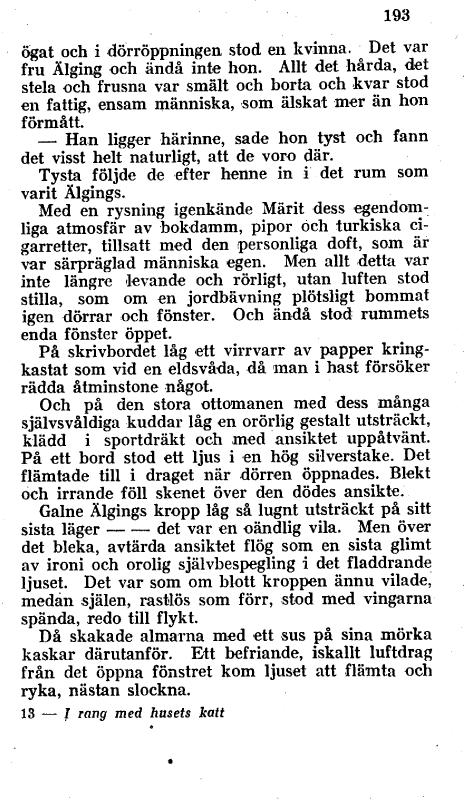 193
ögat och i dörröppningen stod en kvinna. Det var
fru Älging och ändå inte hon. Allt det hårda, det
stela och frusna var smält och borta och kvar stod
en fattig, ensam människa, som älskat mer än hon
förmått.
— Han ligger härinne, sade hon tyst och fann
det visst helt naturligt, att de voro där.
Tysta följde de efter henne in i det rum som
varit Älgings.
Med en rysning igenkände Märit dess egendom-
liga atmosfär av bokdamm, pipor och turkiska ci-
garretter, tillsatt med den personliga doft, som är
var särpräglad människa egen. Men allt detta var
inte längre levande och rörligt, utan luften stod
stilla, som om en jordbävning plötsligt bommat
igen dörrar och fönster. Och ändå stod rummets
enda fönster öppet.
På skrivbordet låg ett virrvarr av papper kring-
kastat som vid en eldsvåda, då man i hast försöker
rädda åtminstone något.
Och på den stora ottomanen med dess många
självsvåldiga kuddar låg en orörlig gestalt utsträckt,
klädd i sportdräkt och med ansiktet uppåtvänt.
På ett bord stod ett ljus i en hög silverstake. Det
flämtade till i draget när dörren öppnades. Blekt
och irrande föll skenet över den dödes ansikte.
Galne Älgings kropp låg så lugnt utsträckt på sitt
sista läger — — det var en oändlig vila. Men över
det bleka, avtärda ansiktet flög som en sista glimt
av ironi och orolig självbespegling i det fladdrande
ljuset. Det var som om blott kroppen ännu vilade,
medan själen, rastlös som förr, stod med vingarna
spända, redo till flykt.
Då skakade almarna med ett sus på sina mörka
kaskar därutanför. Ett befriande, iskallt luftdrag
från det öppna fönstret kom ljuset att flämta och
ryka, nästan slockna.
13 — I rang med husets katt